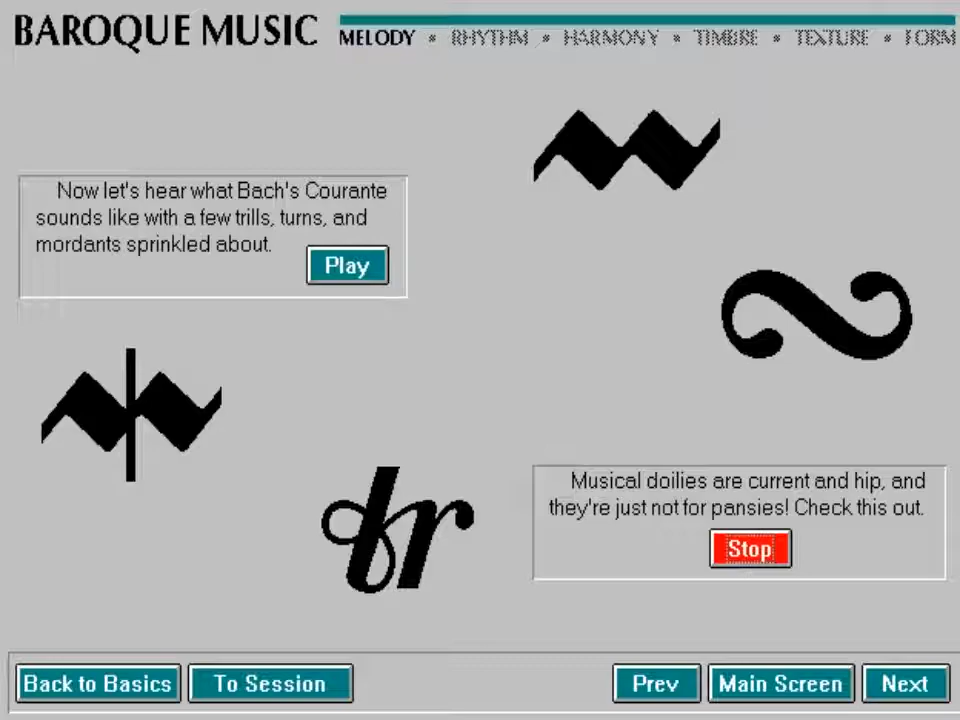 BAROQUE MUSIC
MELODY * RHYTHM * HARMONY * TIMBRE * TEXTURE * FORM
Now let's hear what Bach's Courante
sounds like with a few trills, turns, and
mordants sprinkled about.
Play
tr
Musical doilies are current and hip, and
they're just not for pansies! Check this out.
Stop
Back to Basics
To Session
Prev
Main Screen
Next